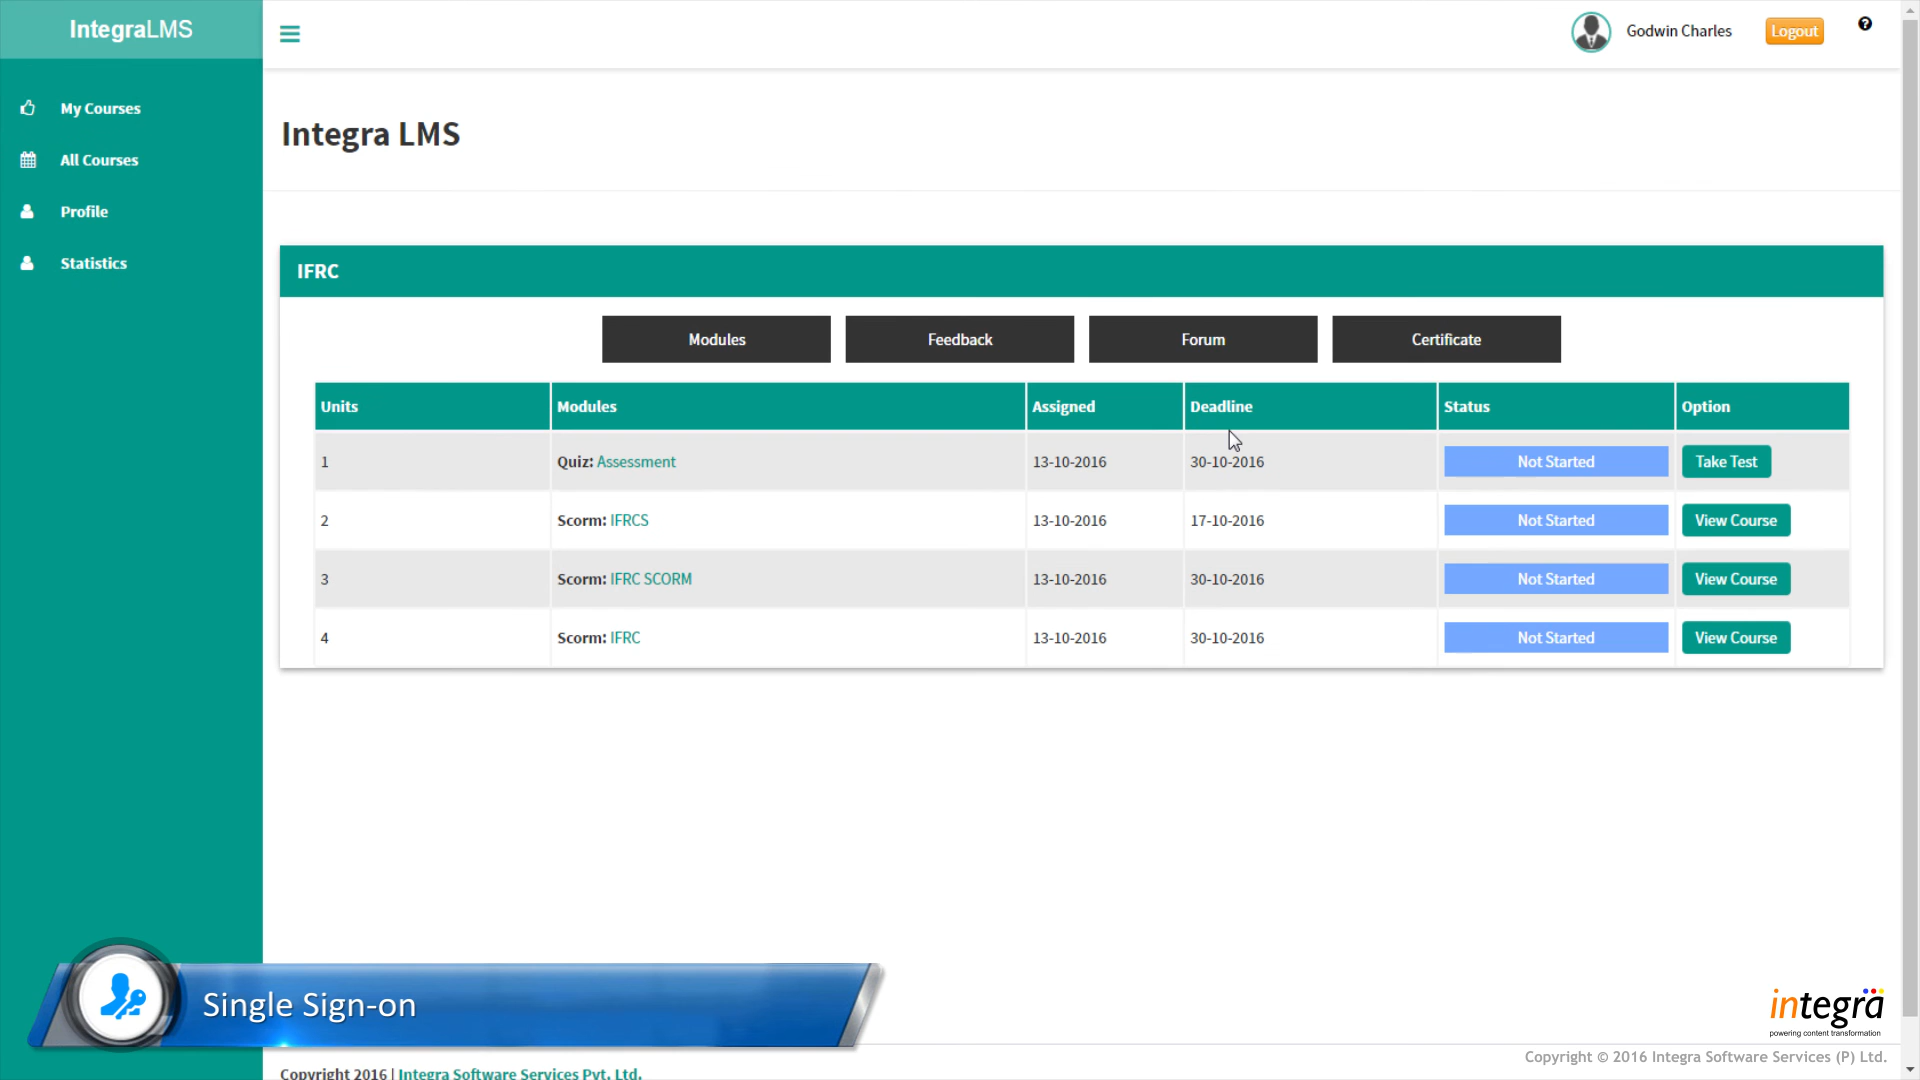 IntegraLMS
Godwin Charles
Logout
?
My Courses
All Courses
Profile
Statistics
Integra LMS
IFRC
Modules Feedback Forum Certificate
Units Modules Assigned Deadline Status Option
1 Quiz: Assessment 13-10-2016 30-10-2016 Not Started Take Test
2 Scorm: IFRCS 13-10-2016 17-10-2016 Not Started View Course
3 Scorm: IFRC SCORM 13-10-2016 30-10-2016 Not Started View Course
4 Scorm: IFRC 13-10-2016 30-10-2016 Not Started View Course
Single Sign-on
integra
powering content transformation
Copyright © 2016 Integra Software Services (P) Ltd.
Copyright 2016 | Integra Software Services Pvt. Ltd.